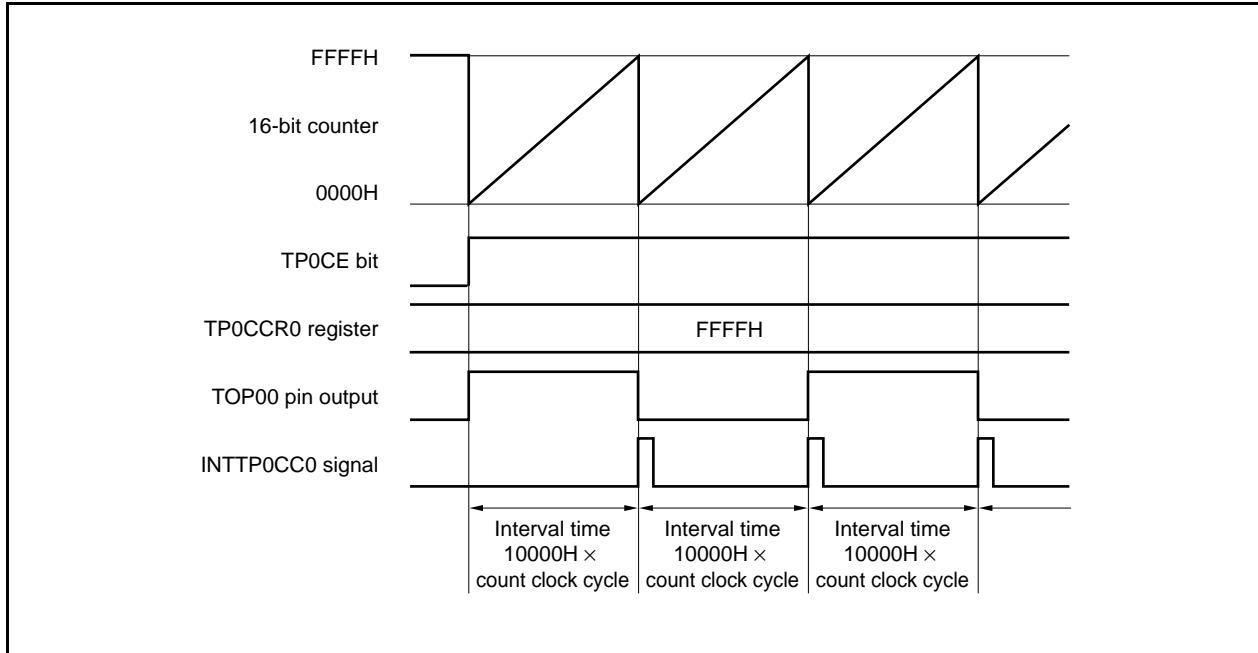 FFFFH
16-bit counter
0000H
TP0CE bit
TP0CCR0 register
FFFFH
TOP00 pin output
INTTP0CC0 signal
Interval time
10000H ×
count clock cycle
Interval time
10000H ×
count clock cycle
Interval time
10000H ×
count clock cycle